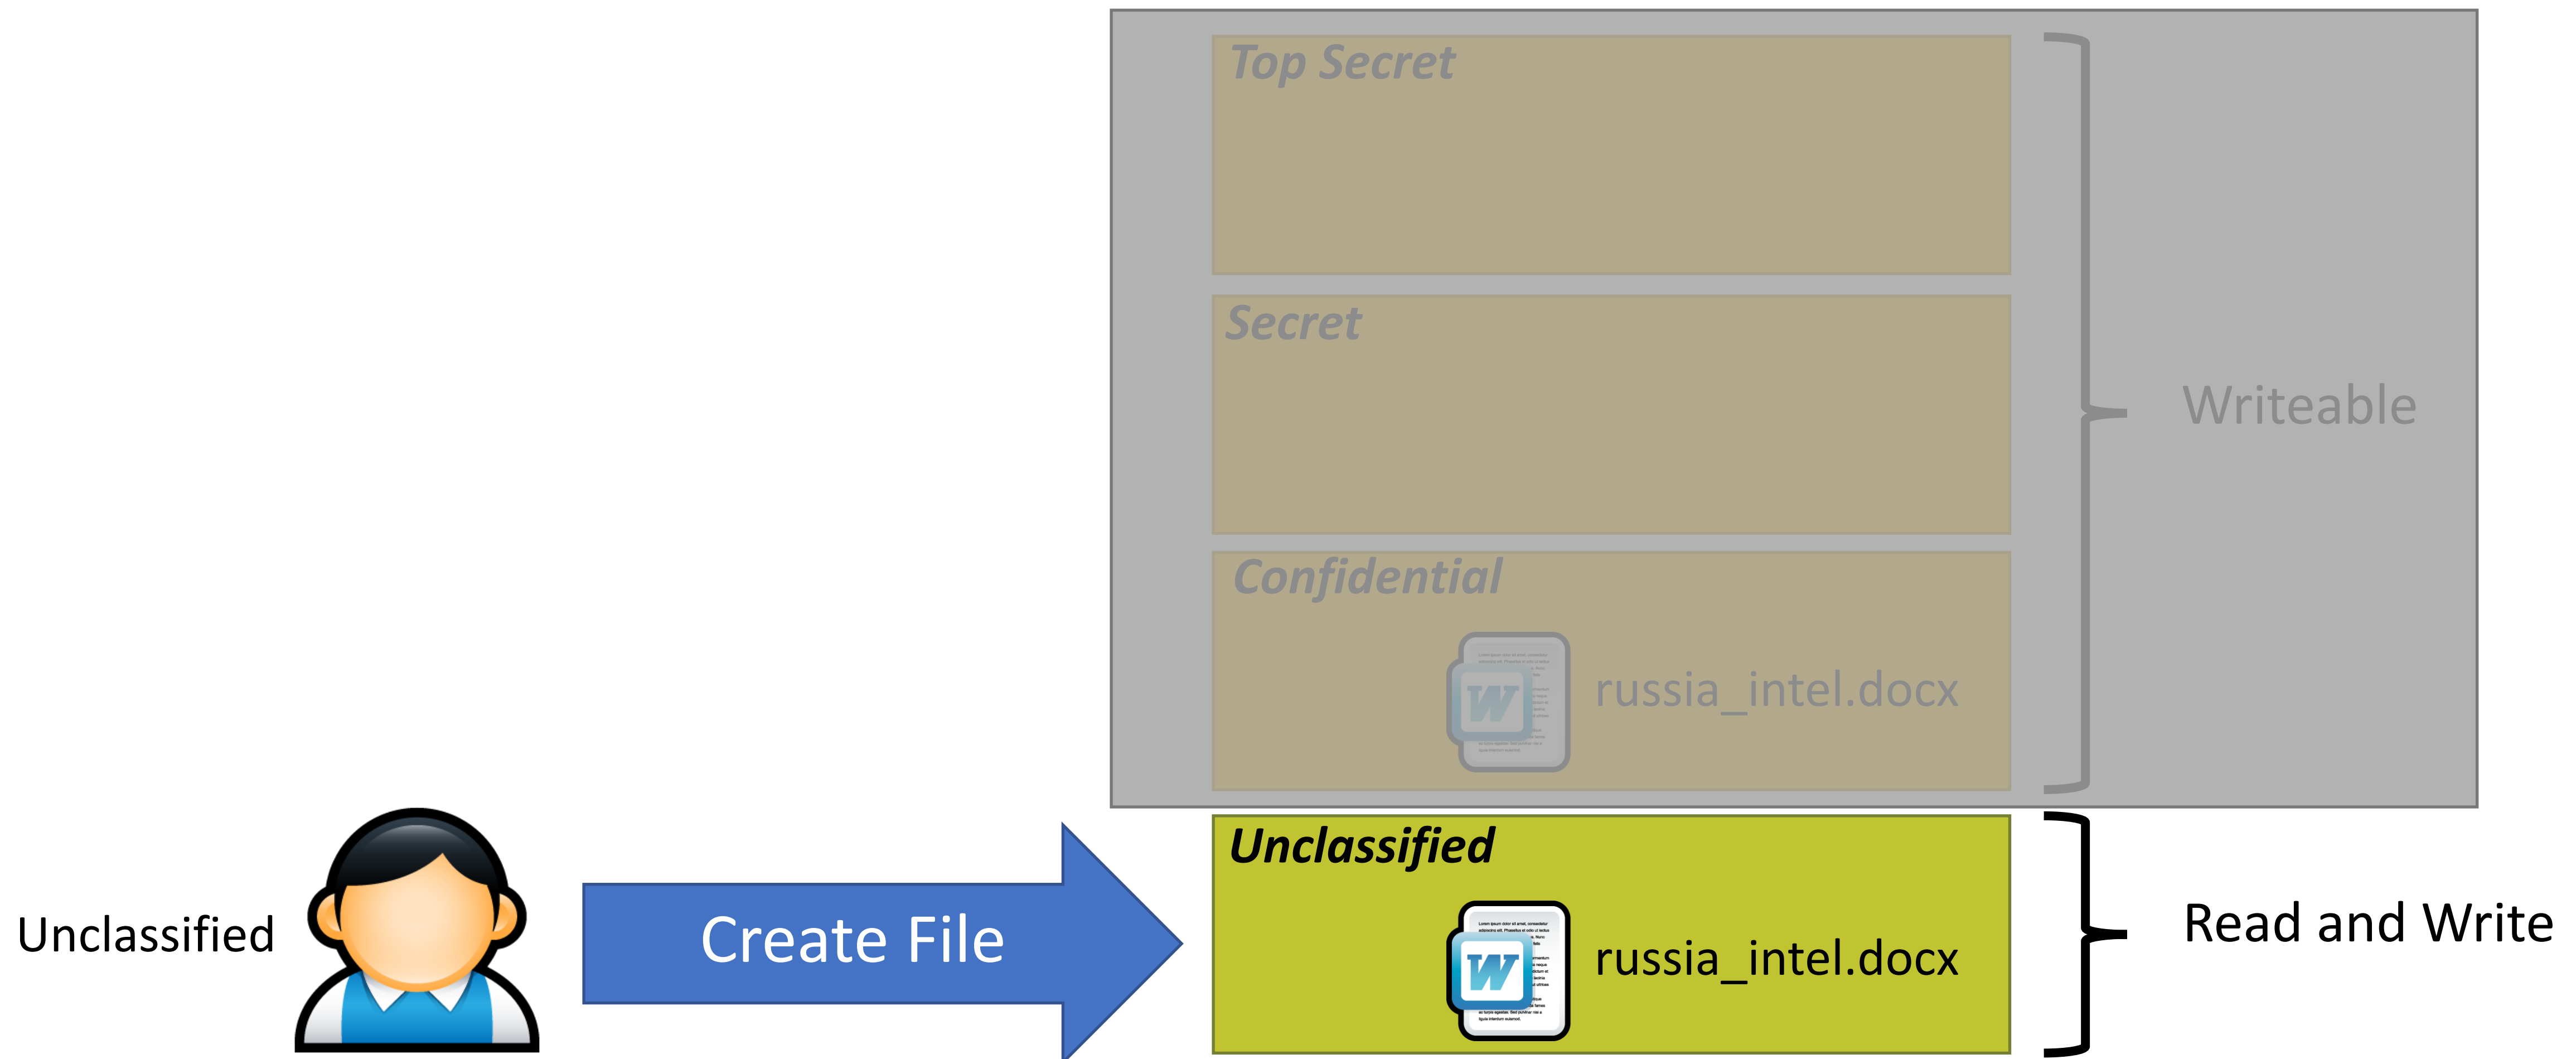 Top Secret
Secret
Writeable
Confidential
russia_intel.docx
Unclassified
Unclassified
Create File
russia_intel.docx
Read and Write
W
W